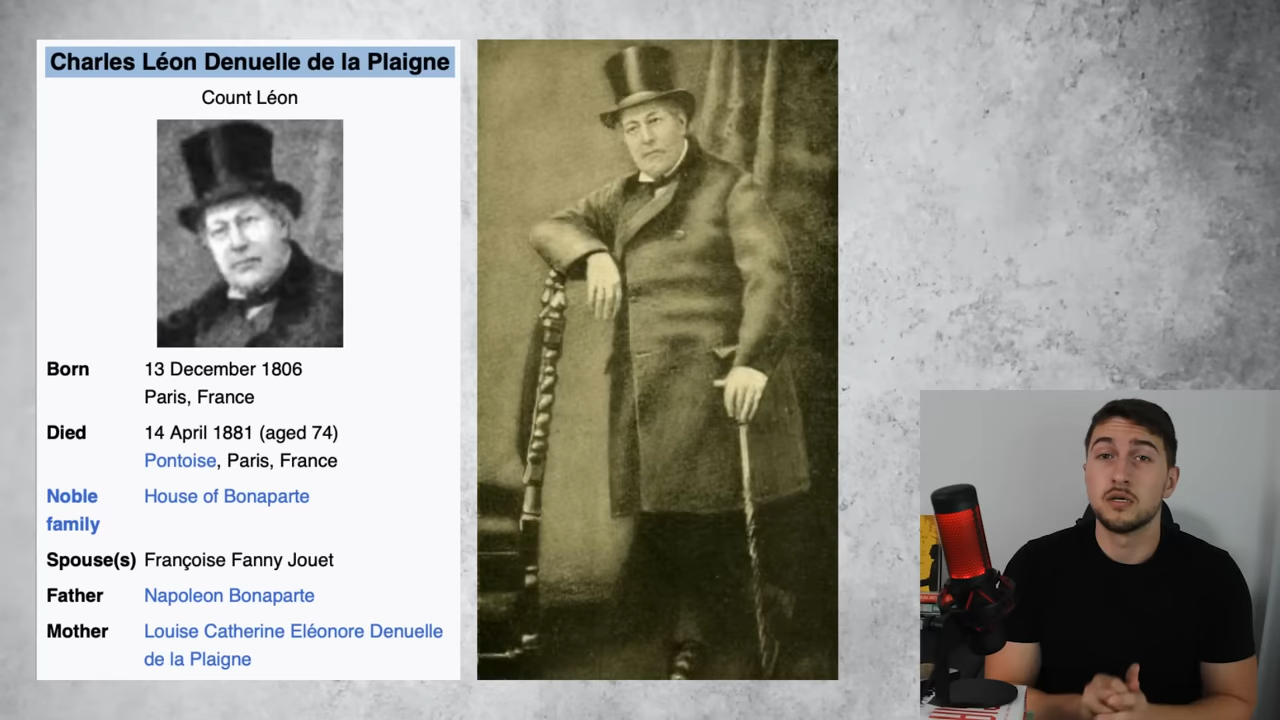 Charles Léon Denuelle de la Plaigne
Count Léon
Born 13 December 1806
Paris, France
Died 14 April 1881 (aged 74)
Pontoise, Paris, France
Noble House of Bonaparte
family
Spouse(s) Françoise Fanny Jouet
Father Napoleon Bonaparte
Mother Louise Catherine Eléonore Denuelle
de la Plaigne